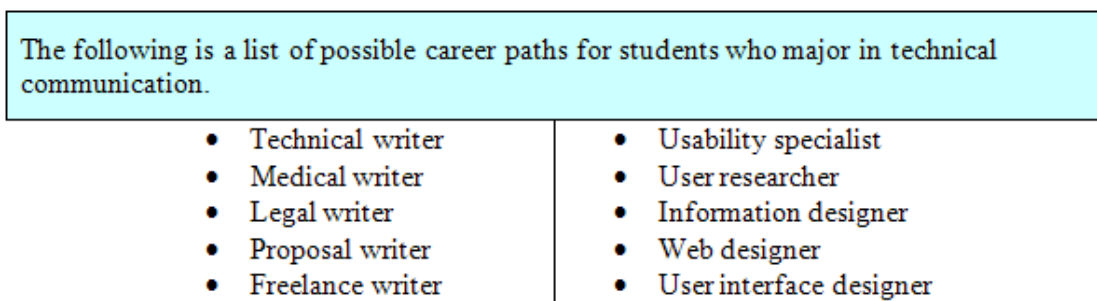 The following is a list of possible career paths for students who major in technical
communication.
• Technical writer
• Medical writer
• Legal writer
• Proposal writer
• Freelance writer
• Usability specialist
• User researcher
• Information designer
• Web designer
• User interface designer